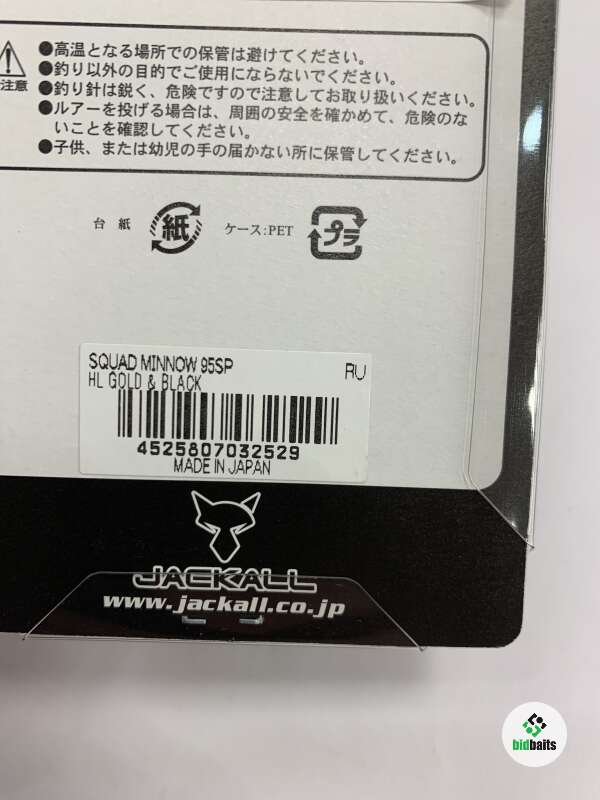 ●高温となる場所での保管は避けてください。
●釣り以外の目的でご使用にならないでください。
注意
●釣り針は鋭く、危険ですので注意してお取り扱いください。
●ルアーを投げる場合は、周囲の安全を確かめて、危険のな
いことを確認してください。
●子供、または幼児の手の届かない所に保管してください。
台紙 紙 ケース:PET プラ
SQUAD MINNOW 95SP RU
HL GOLD & BLACK
4525807032529
MADE IN JAPAN
JACKALL
www.jackall.co.jp
bidbaits